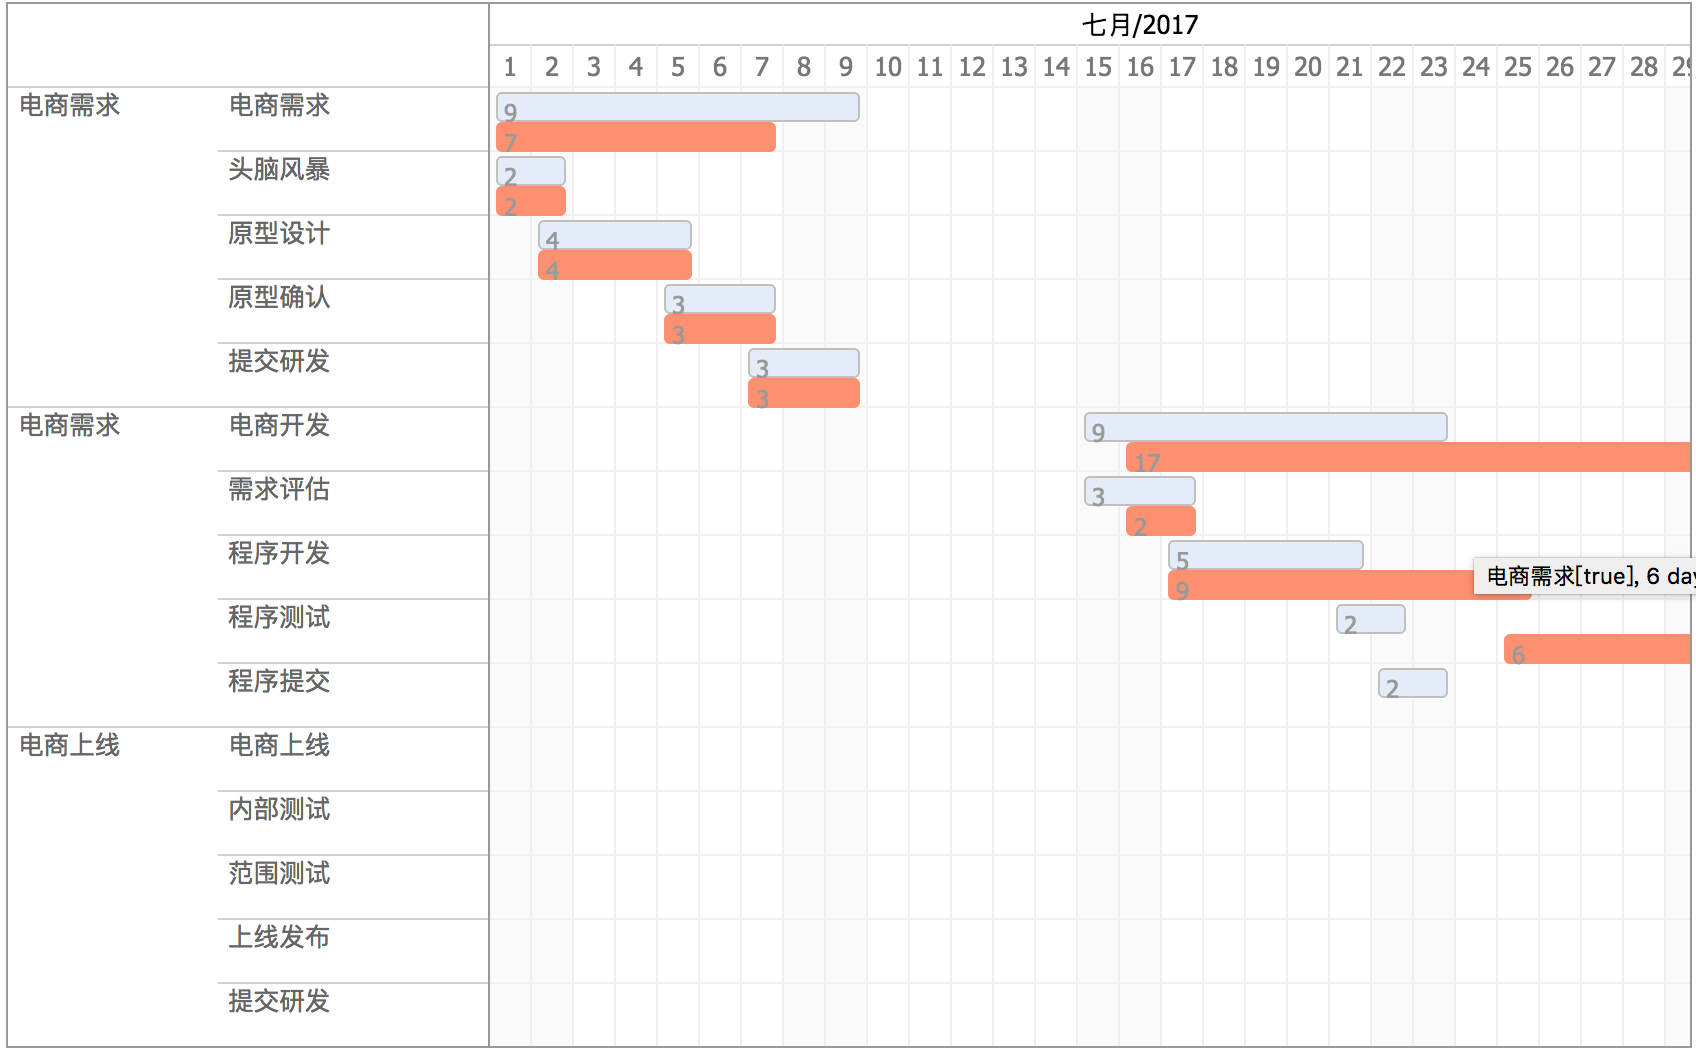 七月/2017
1 2 3 4 5 6 7 8 9 10 11 12 13 14 15 16 17 18 19 20 21 22 23 24 25 26 27 28 29
电商需求 电商需求 9
7
头脑风暴 2
2
原型设计 4
4
原型确认 3
3
提交研发 3
3
电商需求 电商开发 9
17
需求评估 3
2
程序开发 5
9
电商需求[true], 6 day
程序测试 2
6
程序提交 2
电商上线 电商上线
内部测试
范围测试
上线发布
提交研发